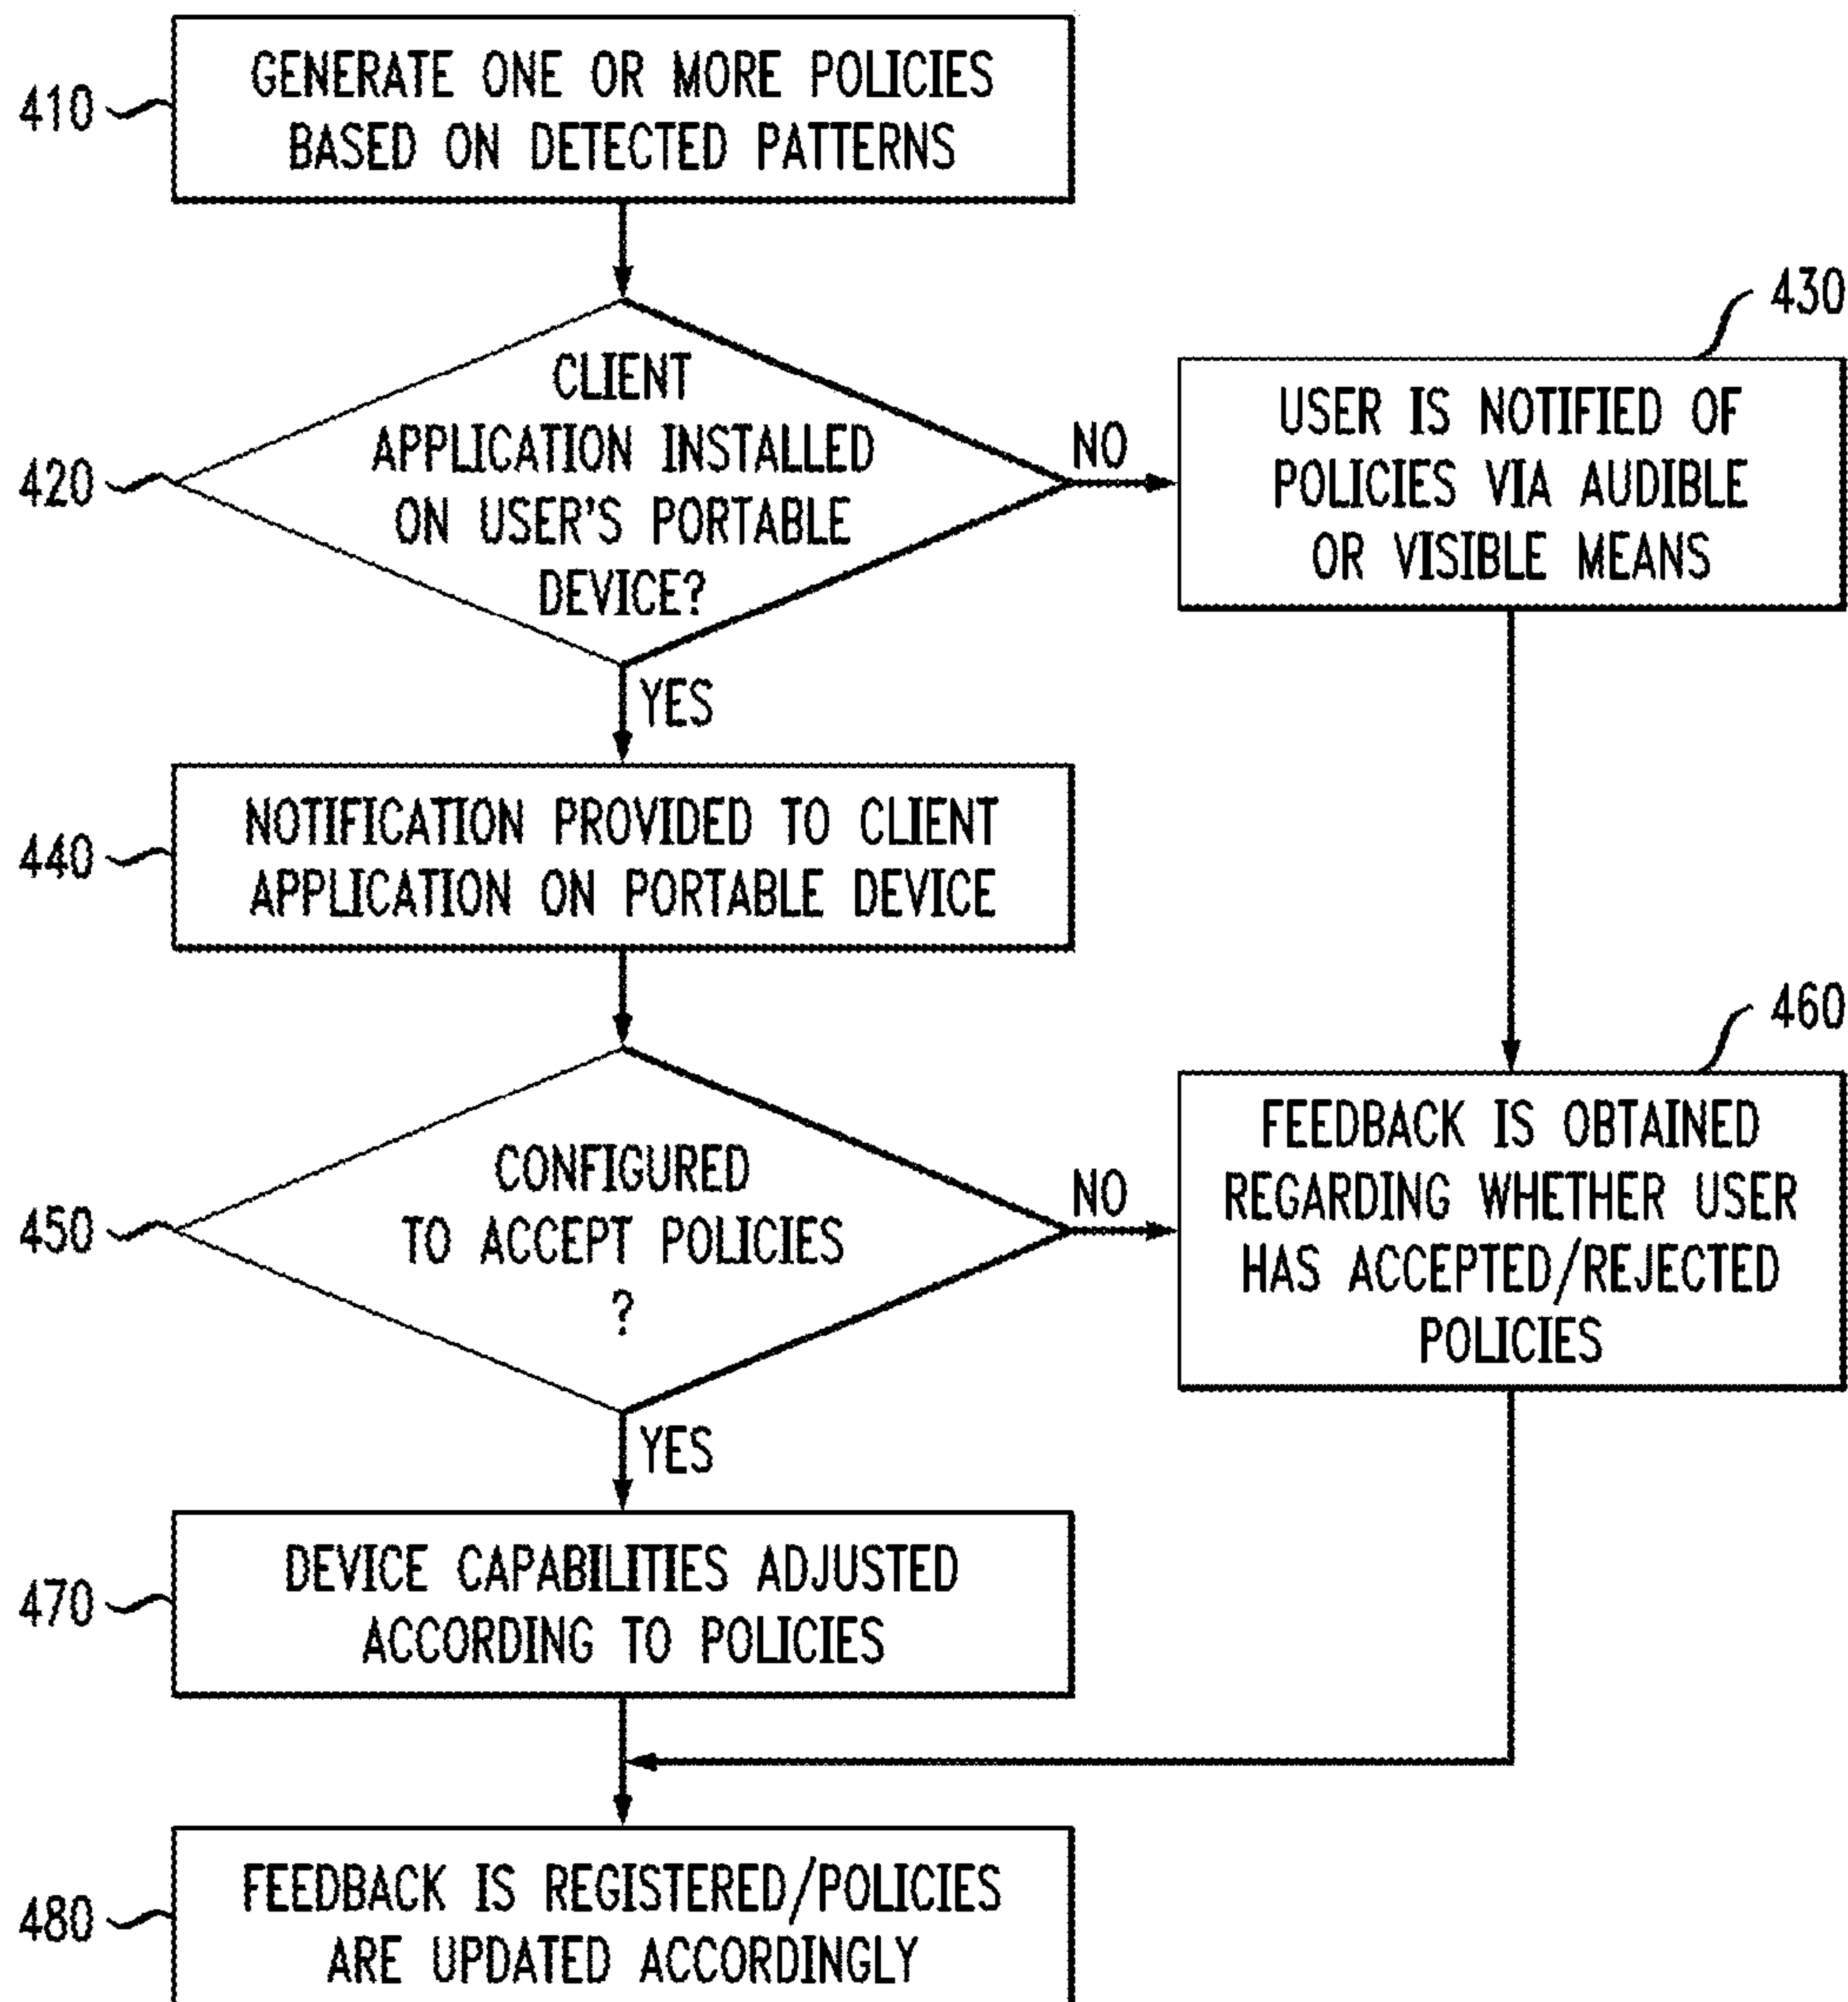 410
GENERATE ONE OR MORE POLICIES
BASED ON DETECTED PATTERNS
420
CLIENT
APPLICATION INSTALLED
ON USER'S PORTABLE
DEVICE?
NO
430
USER IS NOTIFIED OF
POLICIES VIA AUDIBLE
OR VISIBLE MEANS
YES
440
NOTIFICATION PROVIDED TO CLIENT
APPLICATION ON PORTABLE DEVICE
450
CONFIGURED
TO ACCEPT POLICIES
?
NO
460
FEEDBACK IS OBTAINED
REGARDING WHETHER USER
HAS ACCEPTED/REJECTED
POLICIES
YES
470
DEVICE CAPABILITIES ADJUSTED
ACCORDING TO POLICIES
480
FEEDBACK IS REGISTERED/POLICIES
ARE UPDATED ACCORDINGLY